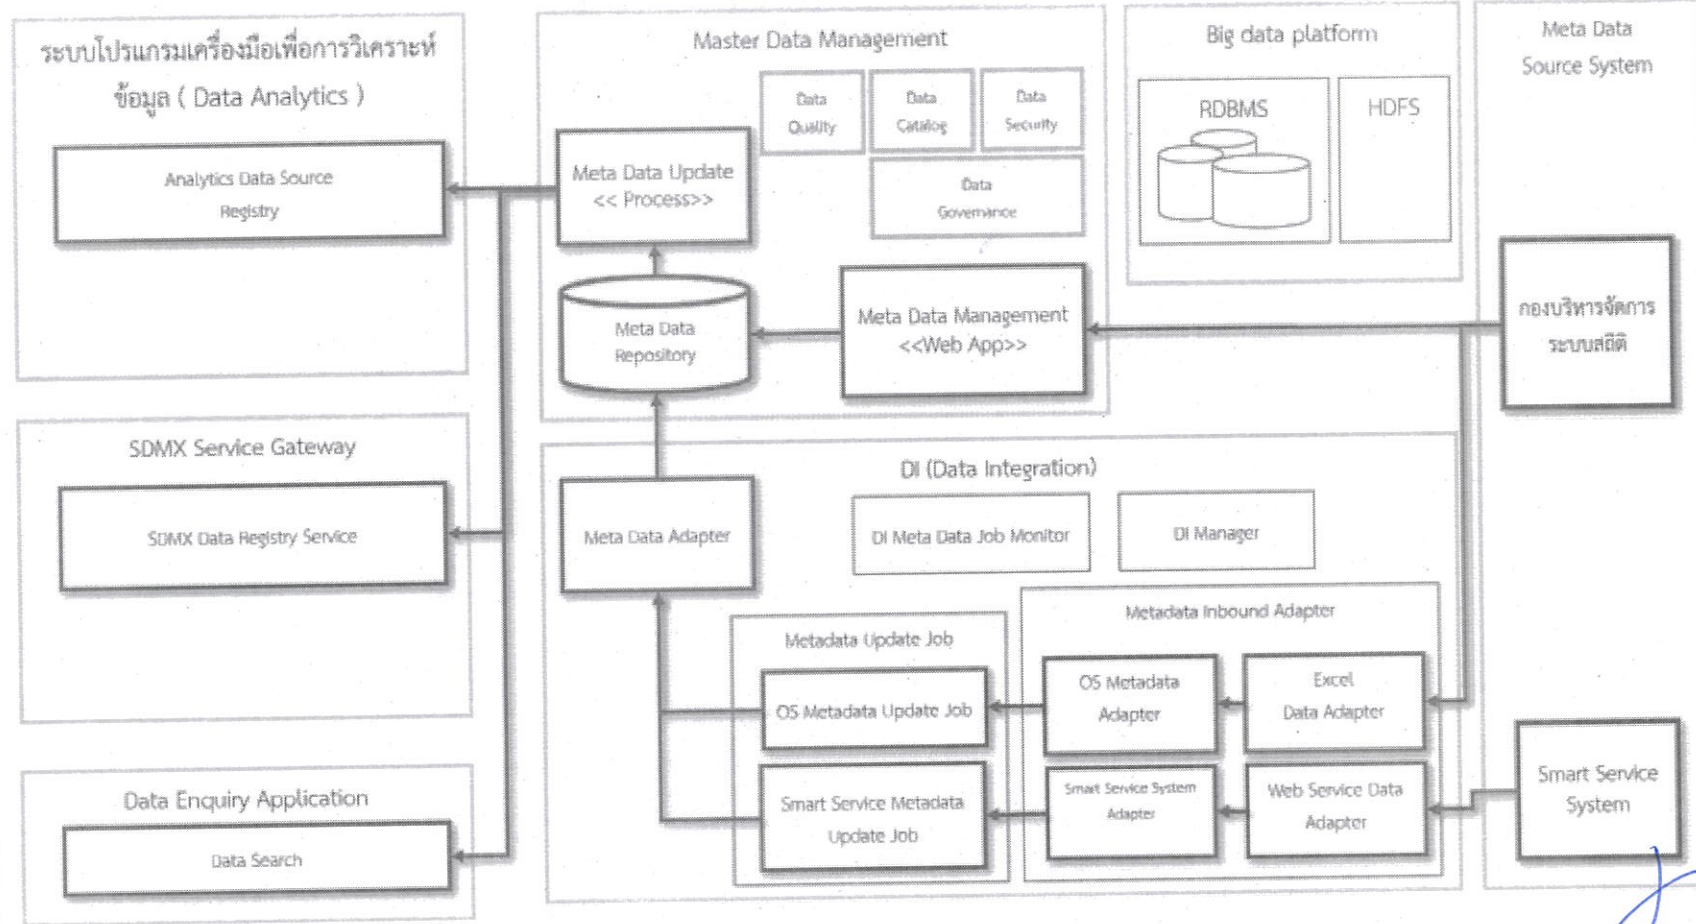 ระบบโปรแกรมเครื่องมือเพื่อการวิเคราะห์
ข้อมูล ( Data Analytics )
Analytics Data Source
Registry
SDMX Service Gateway
SDMX Data Registry Service
Data Enquiry Application
Data Search
Master Data Management
Data
Quality
Data
Catalog
Data
Security
Data
Governance
Meta Data Update
<< Process>>
Meta Data
Repository
Meta Data Management
<<Web App>>
Big data platform
RDBMS
HDFS
Meta Data
Source System
กองบริหารจัดการ
ระบบสถิติ
Smart Service
System
DI (Data Integration)
Meta Data Adapter
DI Meta Data Job Monitor
DI Manager
Metadata Update Job
OS Metadata Update Job
Smart Service Metadata
Update Job
Metadata Inbound Adapter
OS Metadata
Adapter
Excel
Data Adapter
Smart Service System
Adapter
Web Service Data
Adapter